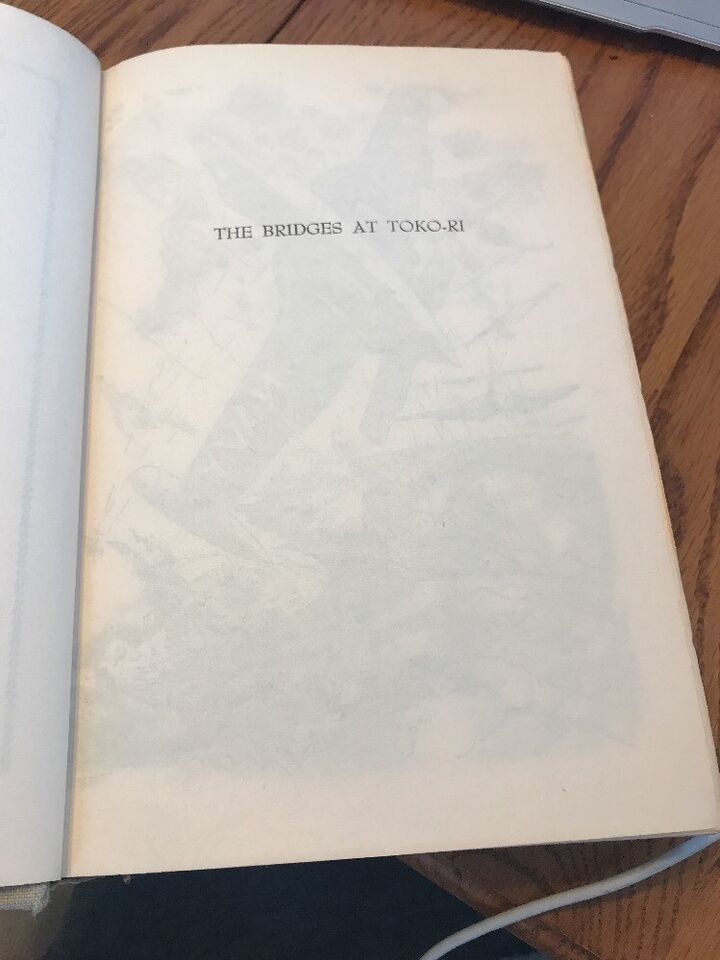 THE BRIDGES AT TOKO-RI